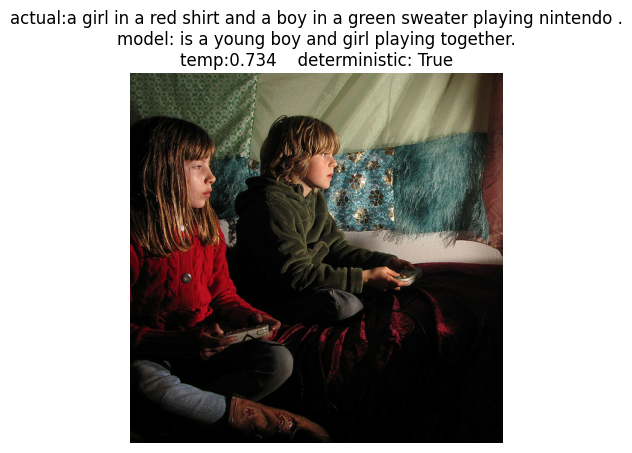 actual:a girl in a red shirt and a boy in a green sweater playing nintendo .
model: is a young boy and girl playing together.
temp:0.734    deterministic: True